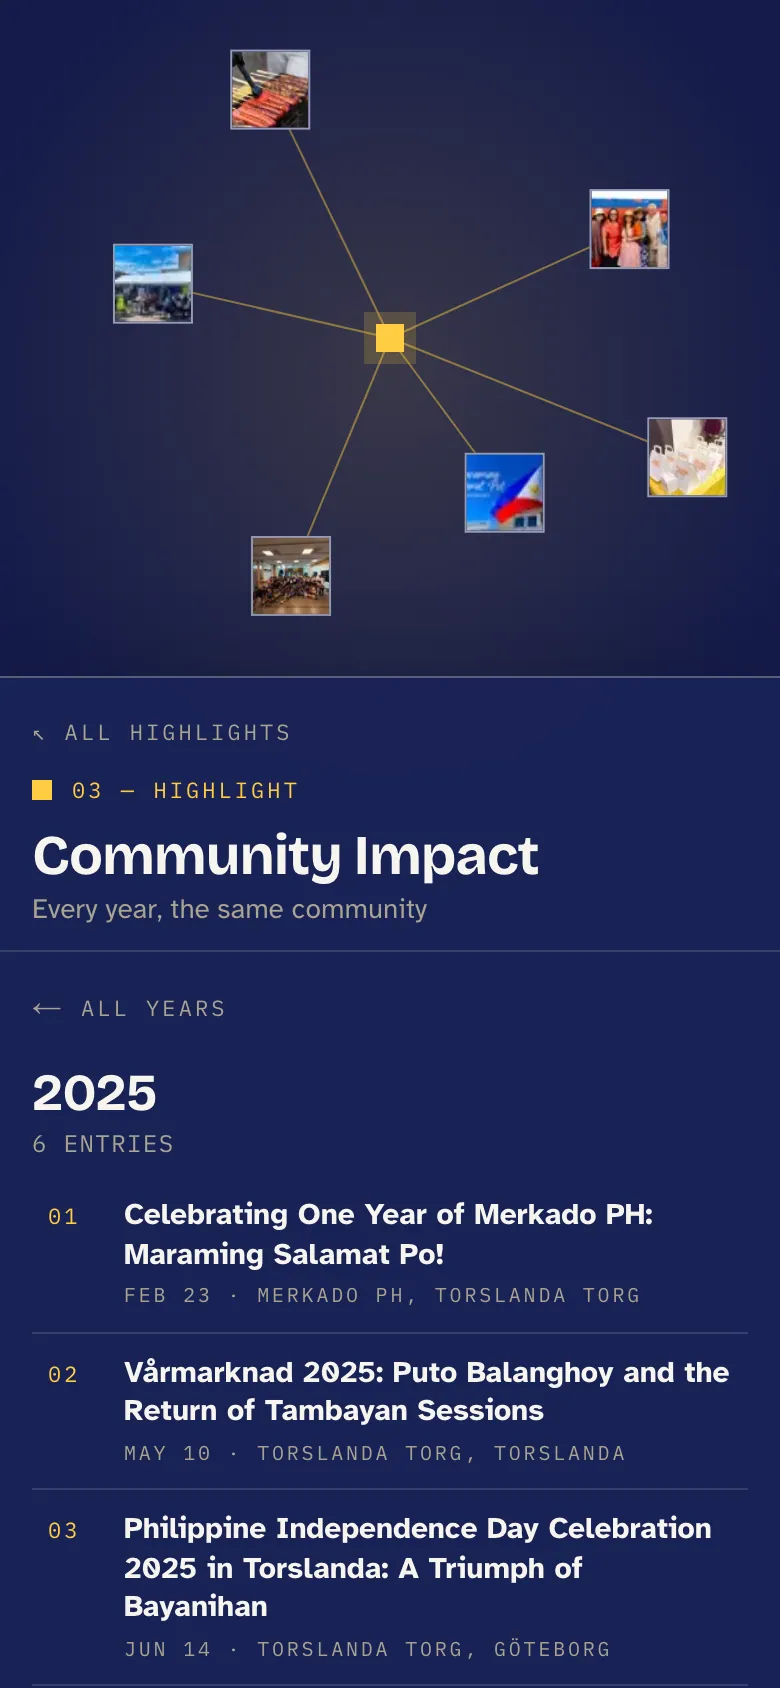 ↖ ALL HIGHLIGHTS
03 — HIGHLIGHT
Community Impact
Every year, the same community
← ALL YEARS
2025
6 ENTRIES
01
Celebrating One Year of Merkado PH:
Maraming Salamat Po!
FEB 23 · MERKADO PH, TORSLANDA TORG
02
Vårmarknad 2025: Puto Balanghoy and the
Return of Tambayan Sessions
MAY 10 · TORSLANDA TORG, TORSLANDA
03
Philippine Independence Day Celebration
2025 in Torslanda: A Triumph of
Bayanihan
JUN 14 · TORSLANDA TORG, GÖTEBORG